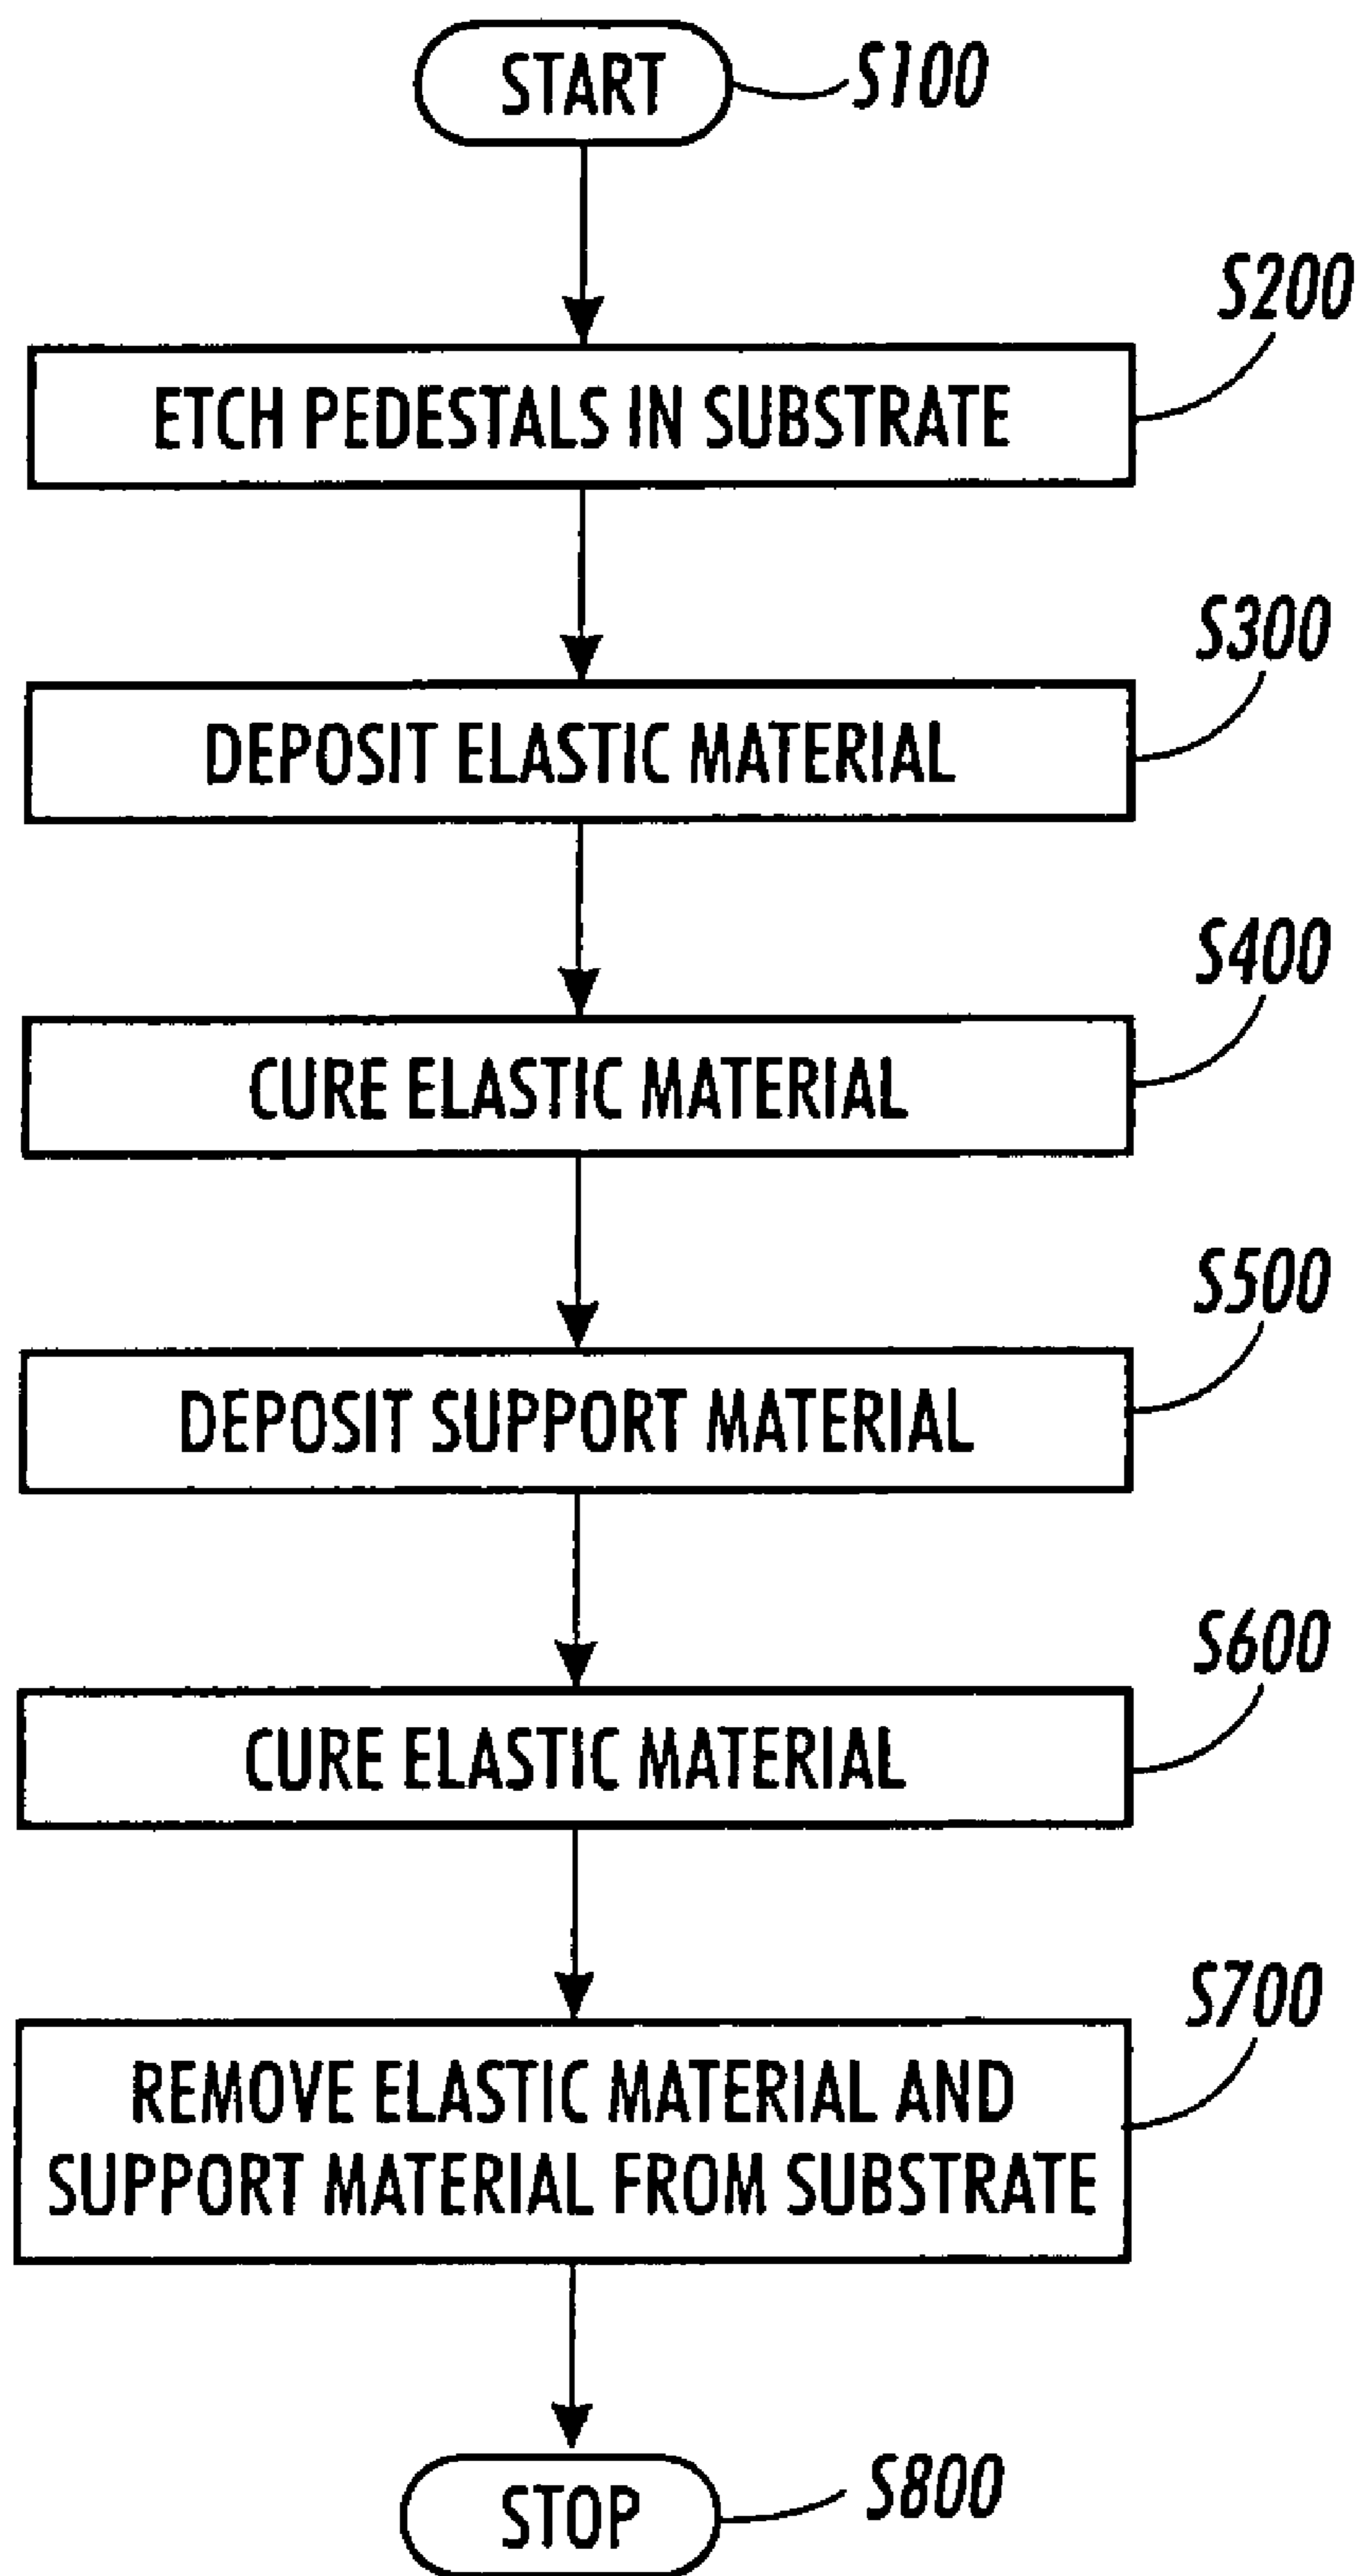 START
S100
S200
ETCH PEDESTALS IN SUBSTRATE
S300
DEPOSIT ELASTIC MATERIAL
S400
CURE ELASTIC MATERIAL
S500
DEPOSIT SUPPORT MATERIAL
S600
CURE ELASTIC MATERIAL
S700
REMOVE ELASTIC MATERIAL AND
SUPPORT MATERIAL FROM SUBSTRATE
STOP
S800